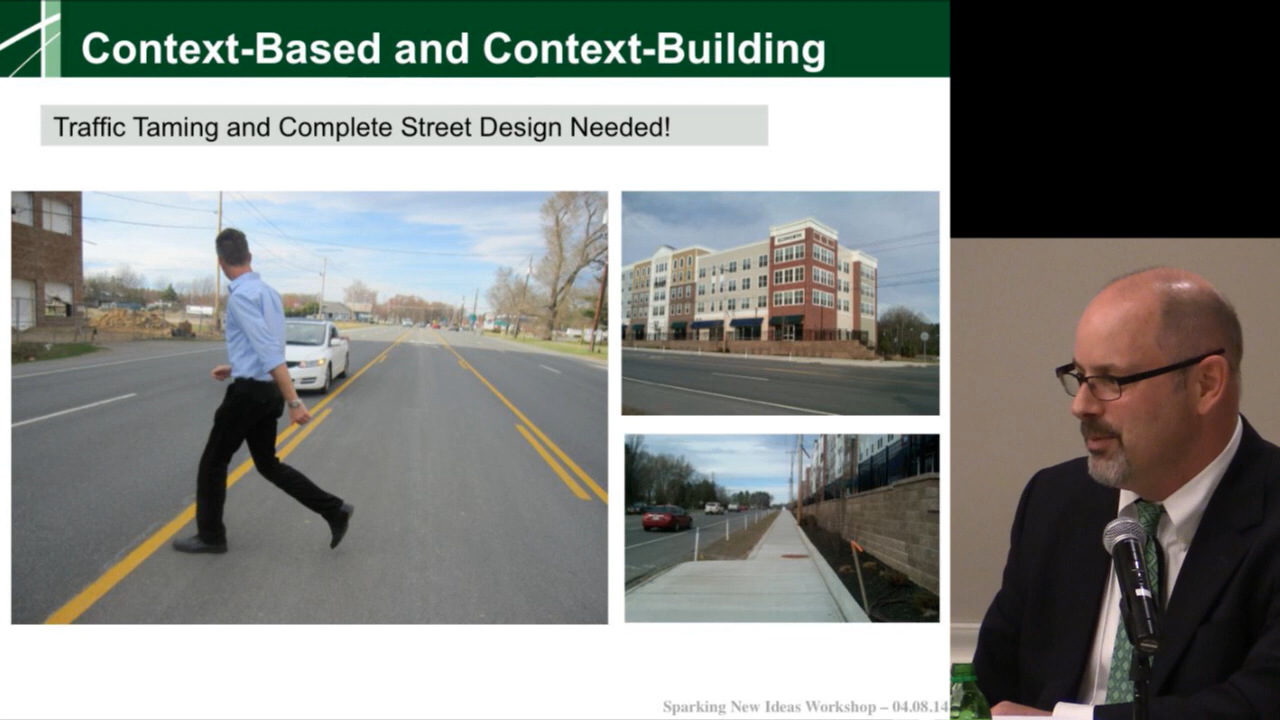 Context-Based and Context-Building
Traffic Taming and Complete Street Design Needed!
Sparking New Ideas Workshop – 04.08.14